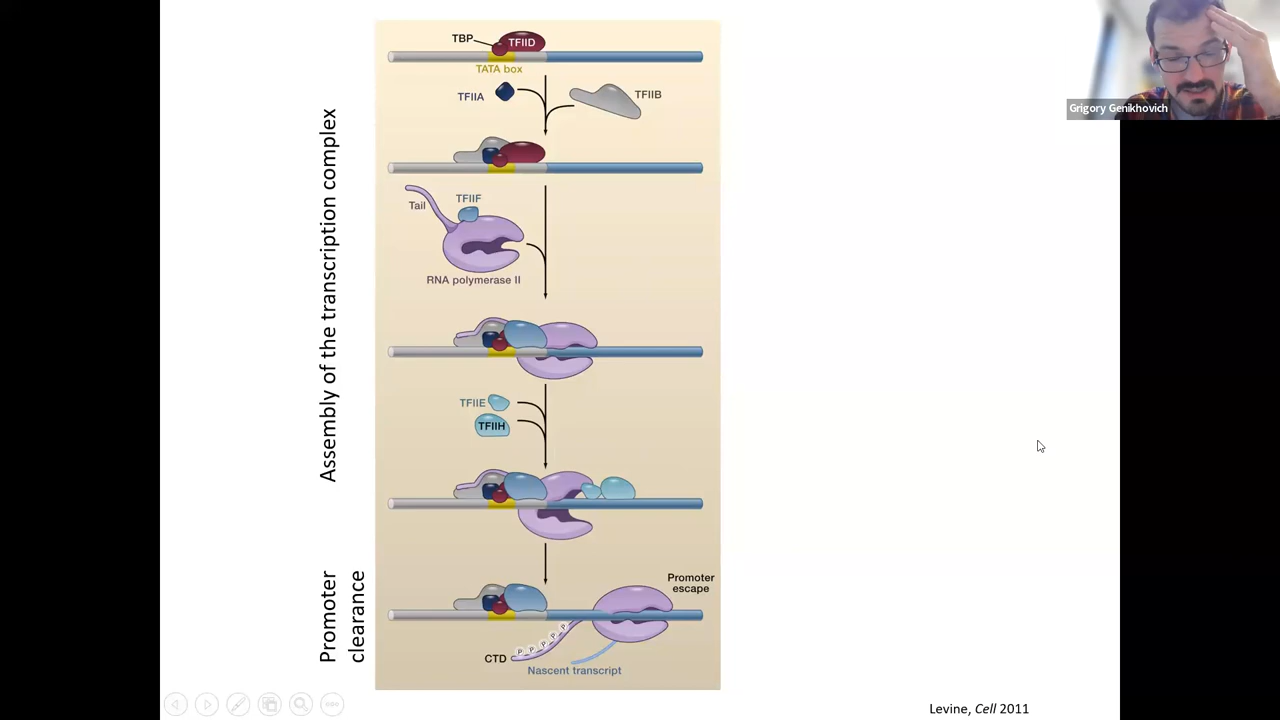 TBP
TFIID
TATA box
TFIIA
TFIIB
Tail
TFIIF
RNA polymerase II
TFIIE
TFIIH
Promoter
escape
P P P P P
CTD
Nascent transcript
Assembly of the transcription complex
Promoter
clearance
Grigory Genikhovich
Levine, Cell 2011